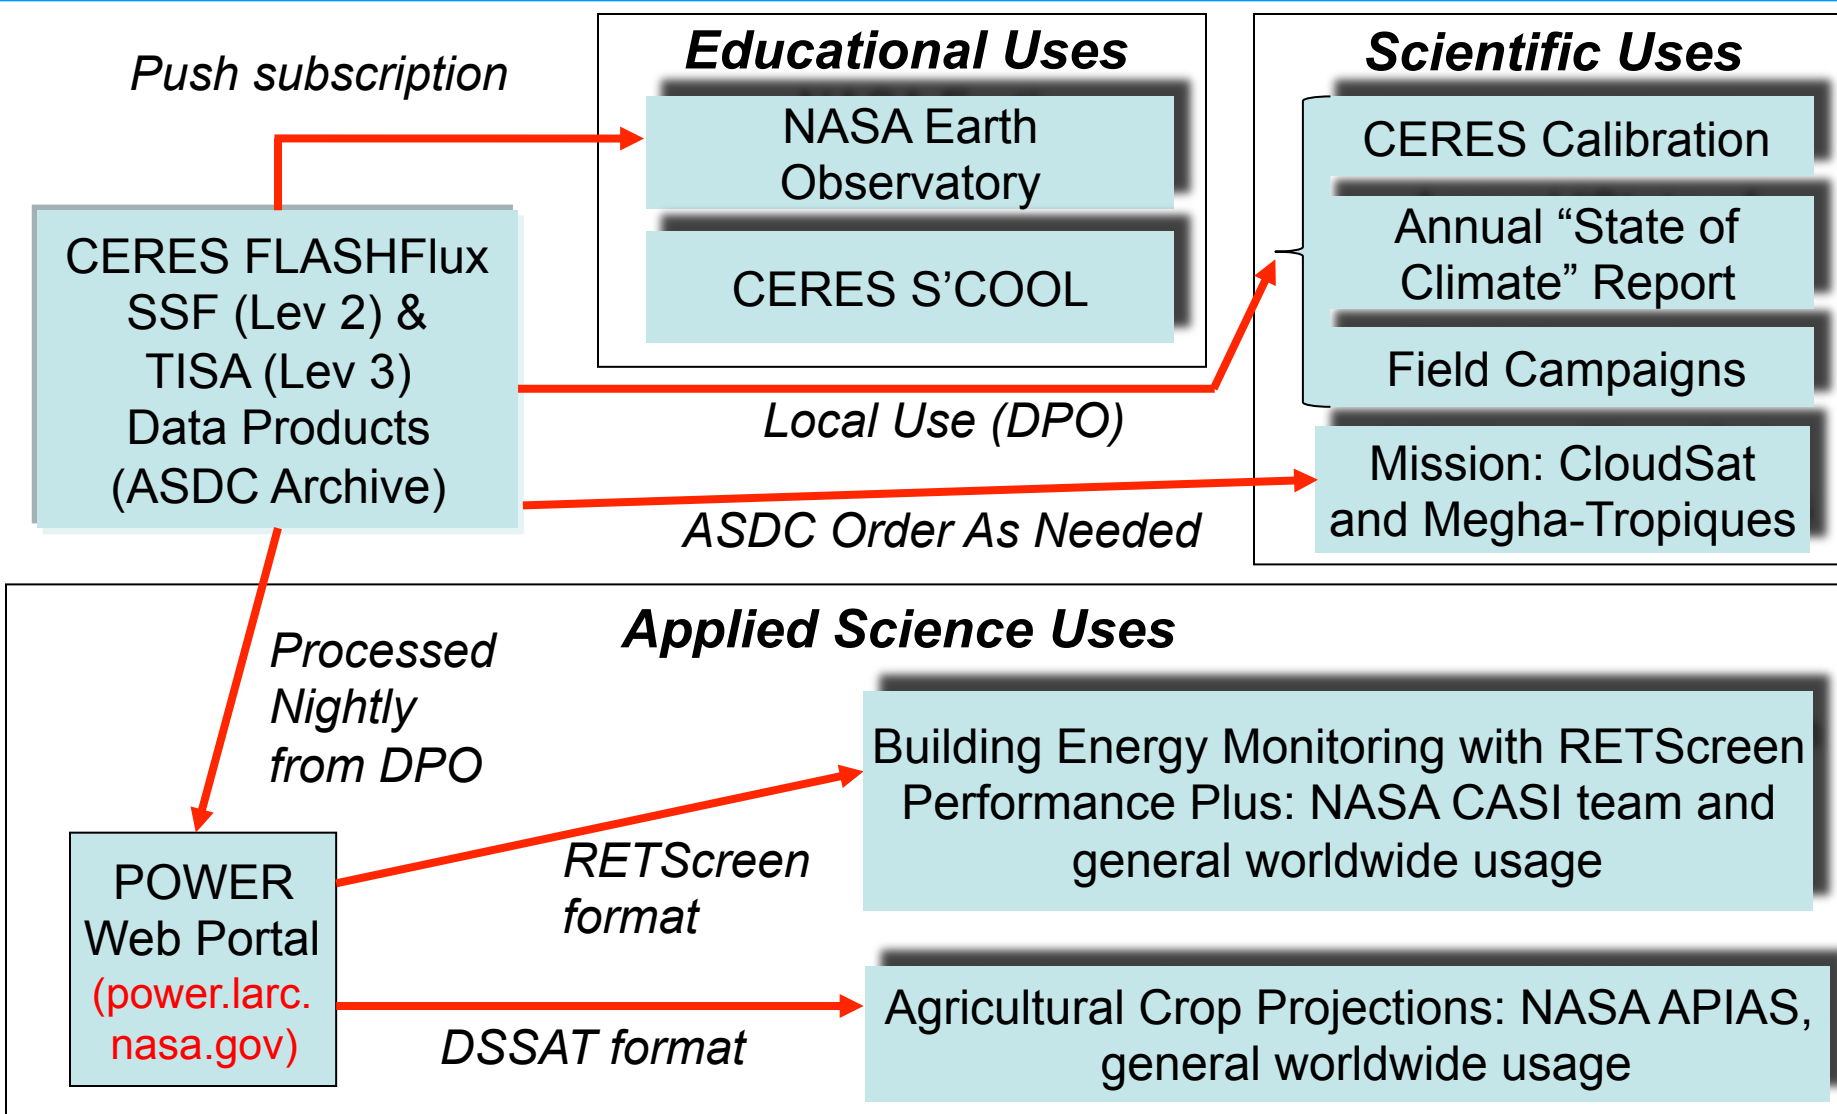 Push subscription
Educational Uses
NASA Earth
Observatory
CERES S’COOL
Scientific Uses
CERES Calibration
Annual “State of
Climate” Report
Field Campaigns
Mission: CloudSat
and Megha-Tropiques
CERES FLASHFlux
SSF (Lev 2) &
TISA (Lev 3)
Data Products
(ASDC Archive)
Local Use (DPO)
ASDC Order As Needed
Applied Science Uses
Processed
Nightly
from DPO
POWER
Web Portal
(power.larc.
nasa.gov)
RETScreen
format
Building Energy Monitoring with RETScreen
Performance Plus: NASA CASI team and
general worldwide usage
DSSAT format
Agricultural Crop Projections: NASA APIAS,
general worldwide usage